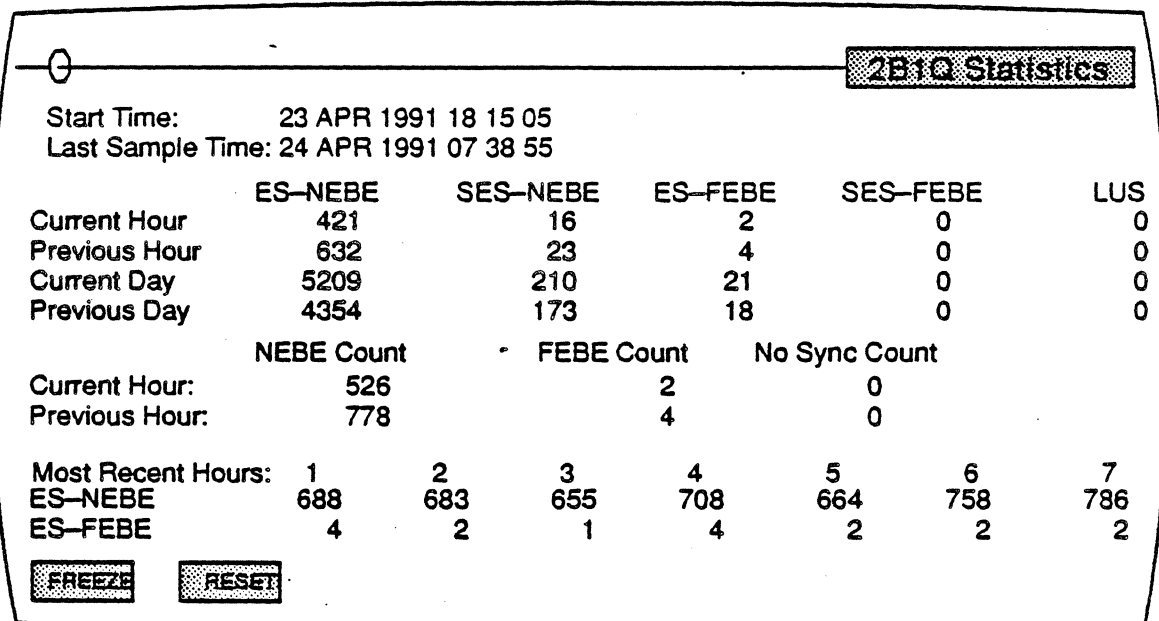 2B1Q Statistics
Start Time: 23 APR 1991 18 15 05
Last Sample Time: 24 APR 1991 07 38 55
ES–NEBE SES–NEBE ES–FEBE SES–FEBE LUS
Current Hour 421 16 2 0 0
Previous Hour 632 23 4 0 0
Current Day 5209 210 21 0 0
Previous Day 4354 173 18 0 0
NEBE Count FEBE Count No Sync Count
Current Hour: 526 2 0
Previous Hour: 778 4 0
Most Recent Hours: 1 2 3 4 5 6 7
ES–NEBE 688 683 655 708 664 758 786
ES–FEBE 4 2 1 4 2 2 2
FREEZE RESET